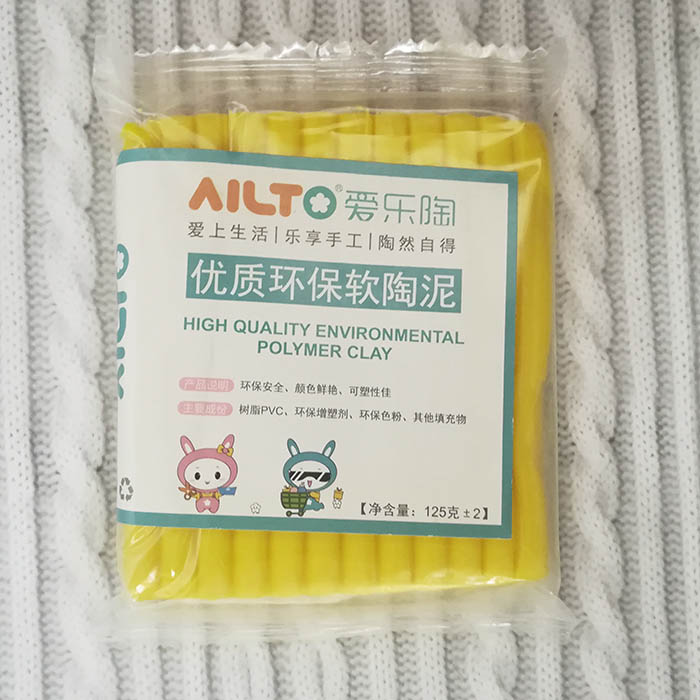 AILTO®爱乐陶
爱上生活|乐享手工|陶然自得
优质环保软陶泥
HIGH QUALITY ENVIRONMENTAL
POLYMER CLAY
产品说明 环保安全、颜色鲜艳、可塑性佳
主要成份 树脂PVC、环保增塑剂、环保色粉、其他填充物
【净含量：125克±2】